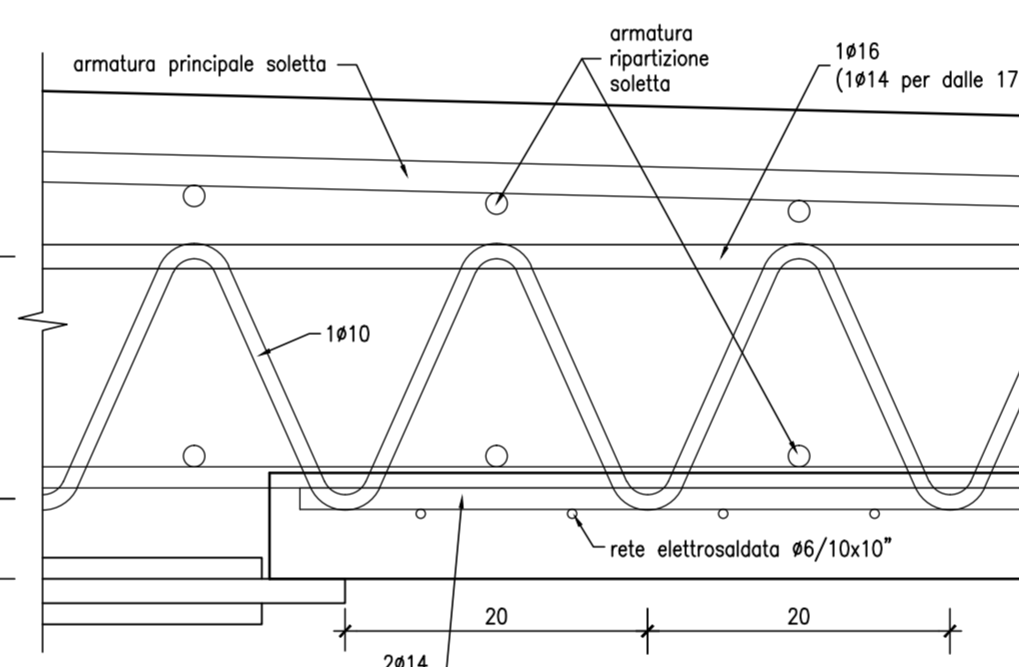 armatura principale soletta
armatura
ripartizione
soletta
1ø16
(1ø14 per dalle 17
1ø10
rete elettrosaldata ø6/10x10"
20
20
2ø14